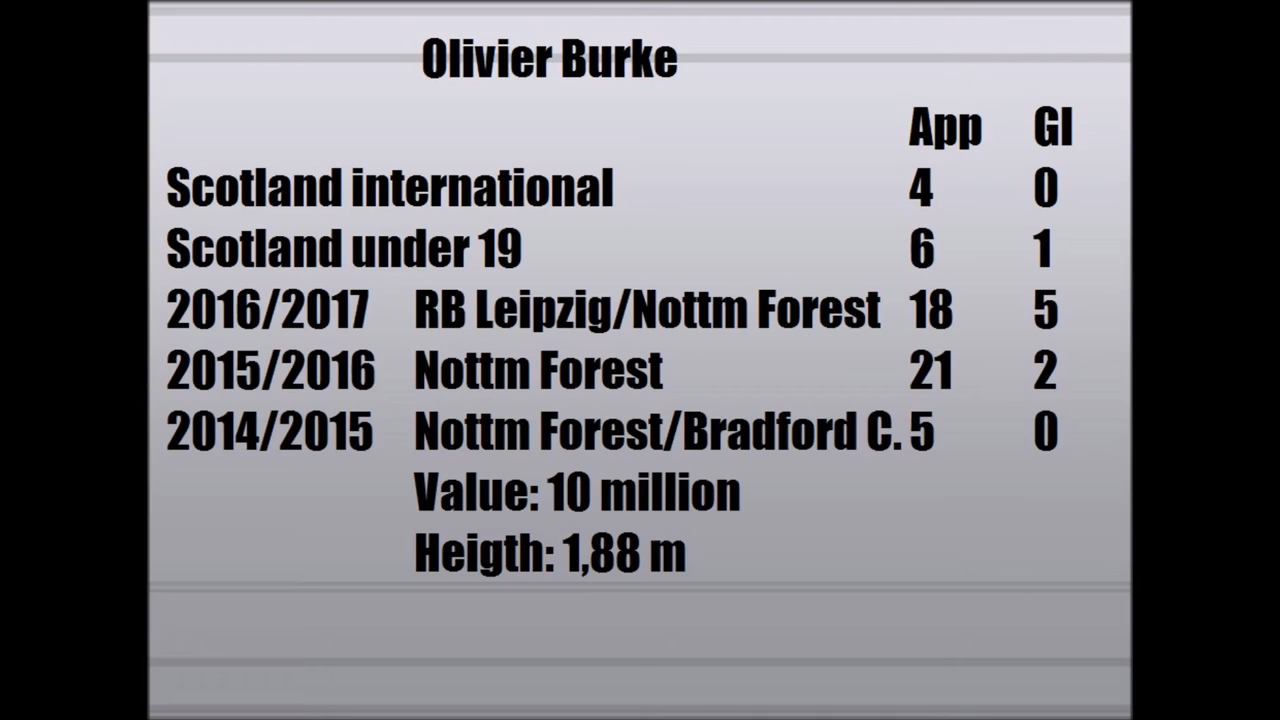 Olivier Burke
App Gl
Scotland international 4 0
Scotland under 19 6 1
2016/2017 RB Leipzig/Nottm Forest 18 5
2015/2016 Nottm Forest 21 2
2014/2015 Nottm Forest/Bradford C. 5 0
Value: 10 million
Heigth: 1,88 m